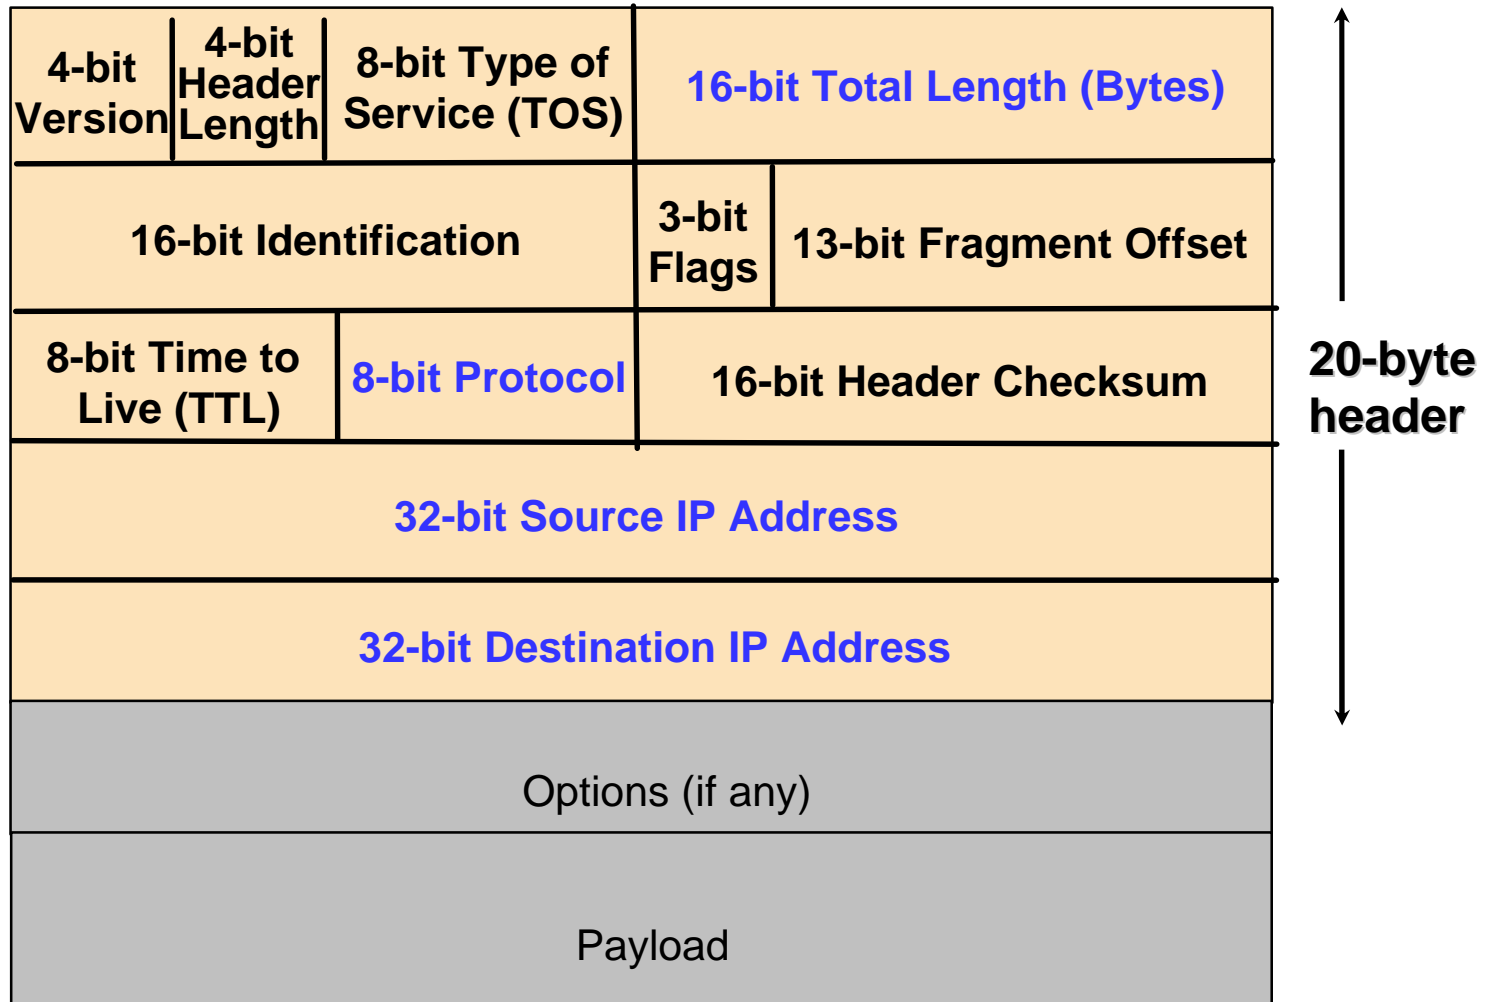 4-bit
Version
4-bit
Header
Length
8-bit Type of
Service (TOS)
16-bit Total Length (Bytes)
16-bit Identification
3-bit
Flags
13-bit Fragment Offset
8-bit Time to
Live (TTL)
8-bit Protocol
16-bit Header Checksum
32-bit Source IP Address
32-bit Destination IP Address
Options (if any)
Payload
20-byte
header